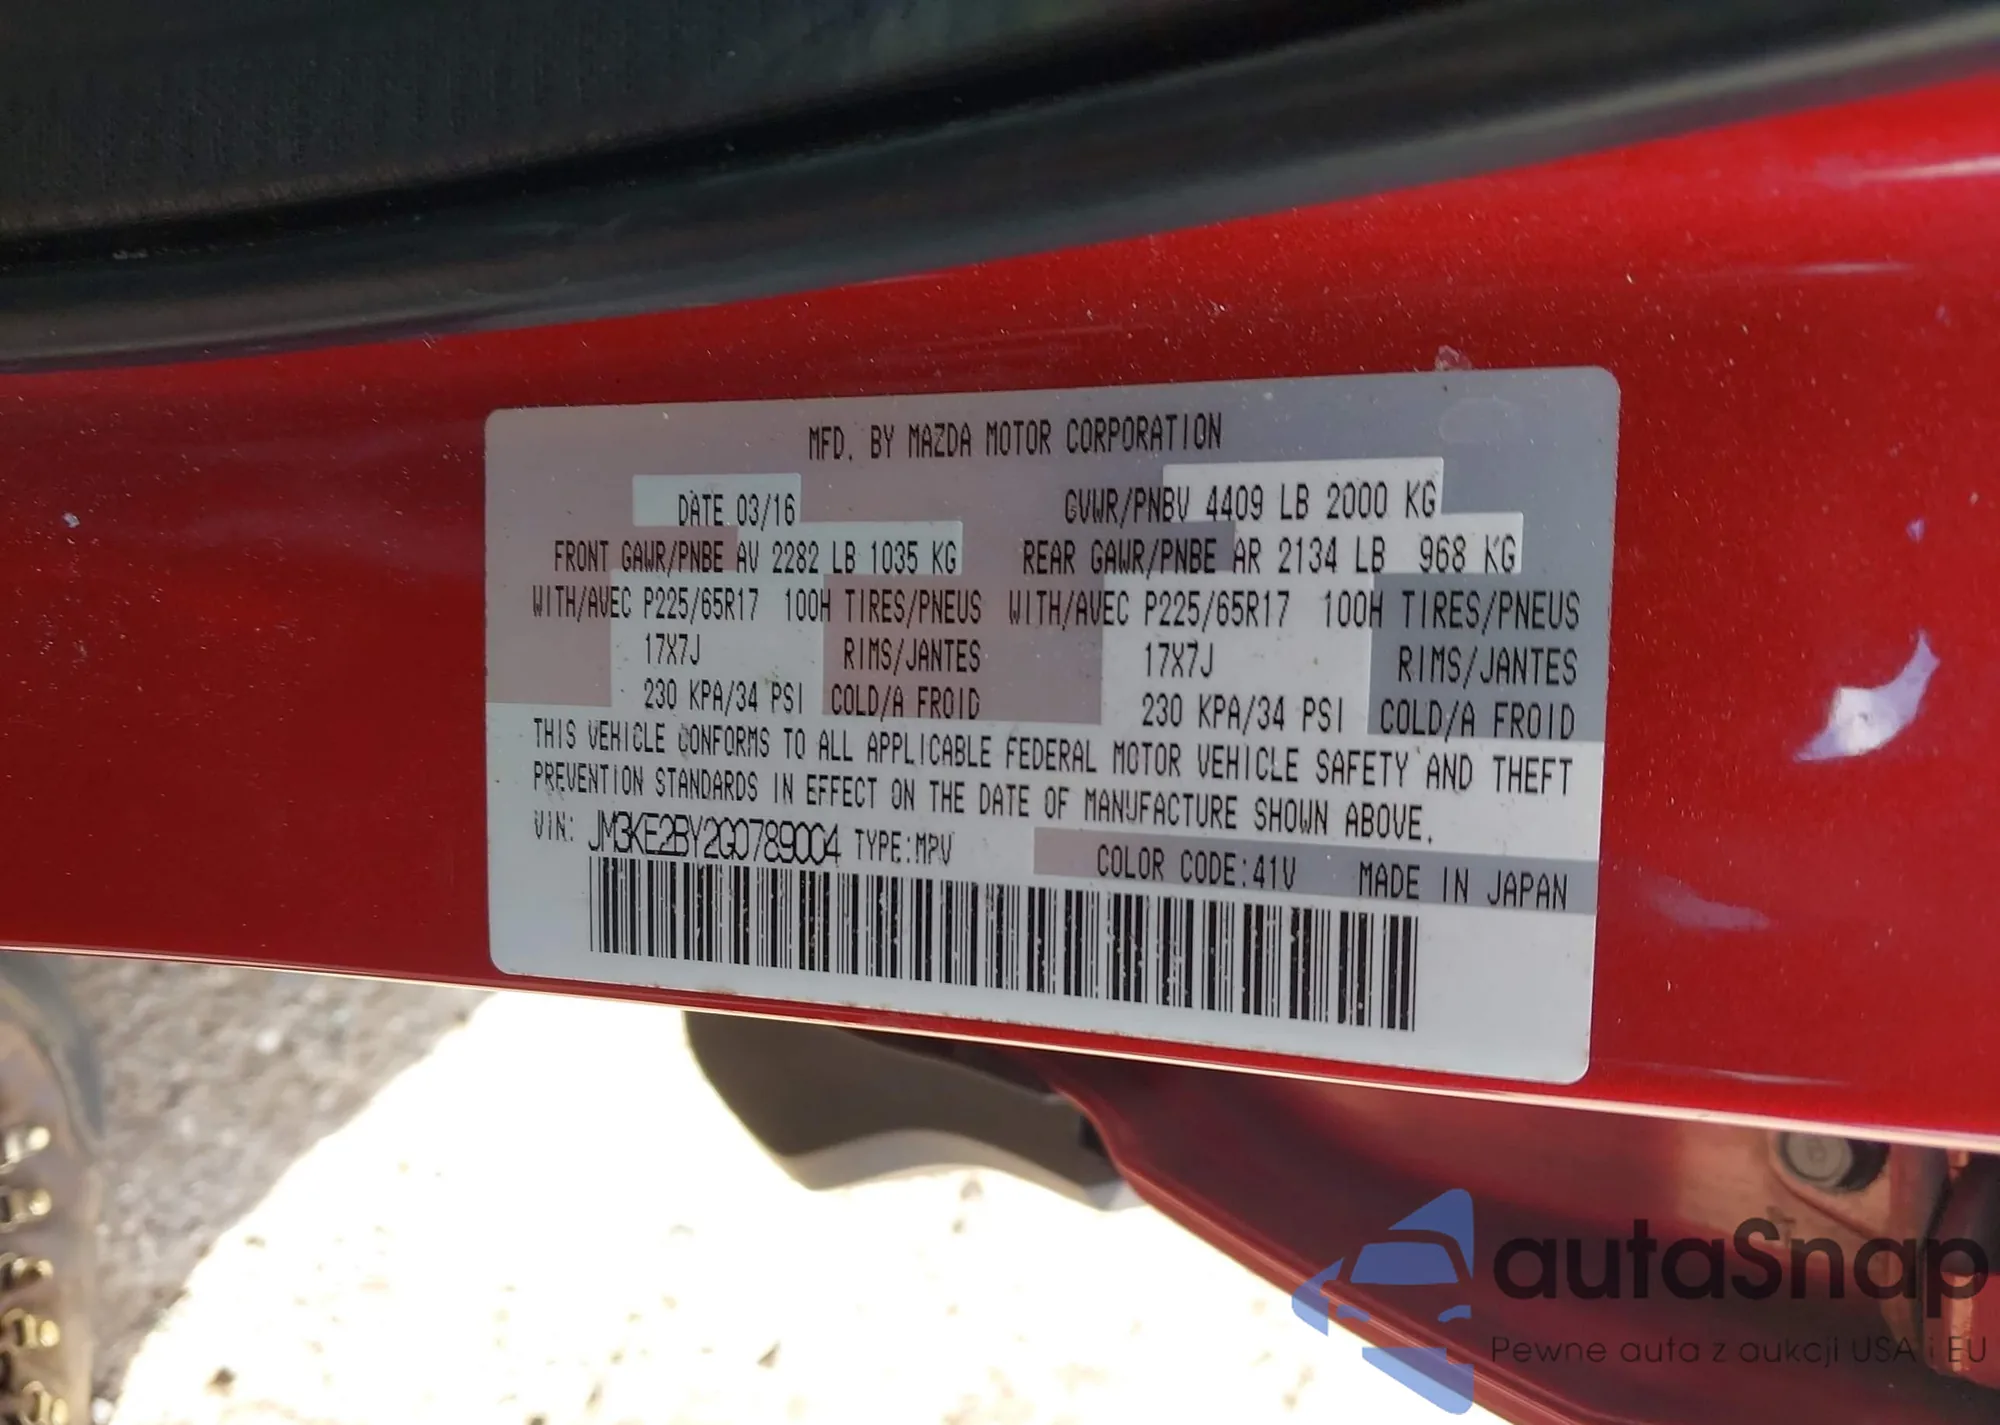 MFD. BY MAZDA MOTOR CORPORATION
DATE 03/16 GVWR/PNBV 4409 LB 2000 KG
FRONT GAWR/PNBE AV 2282 LB 1035 KG REAR GAWR/PNBE AR 2134 LB 968 KG
WITH/AVEC P225/65R17 100H TIRES/PNEUS WITH/AVEC P225/65R17 100H TIRES/PNEUS
17X7J RIMS/JANTES 17X7J RIMS/JANTES
230 KPA/34 PSI COLD/A FROID 230 KPA/34 PSI COLD/A FROID
THIS VEHICLE CONFORMS TO ALL APPLICABLE FEDERAL MOTOR VEHICLE SAFETY AND THEFT
PREVENTION STANDARDS IN EFFECT ON THE DATE OF MANUFACTURE SHOWN ABOVE.
VIN: JM3KE2BY2G0789004 TYPE:MPV COLOR CODE:41V MADE IN JAPAN
autaSnap
Pewne auta z aukcji USA i EU